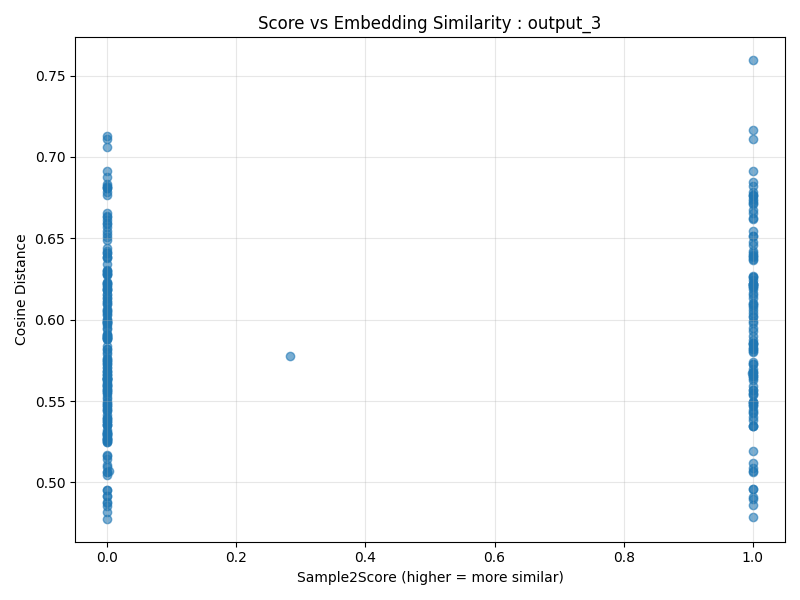 Score vs Embedding Similarity : output_3
Cosine Distance
0.75
0.70
0.65
0.60
0.55
0.50
0.0 0.2 0.4 0.6 0.8 1.0
Sample2Score (higher = more similar)